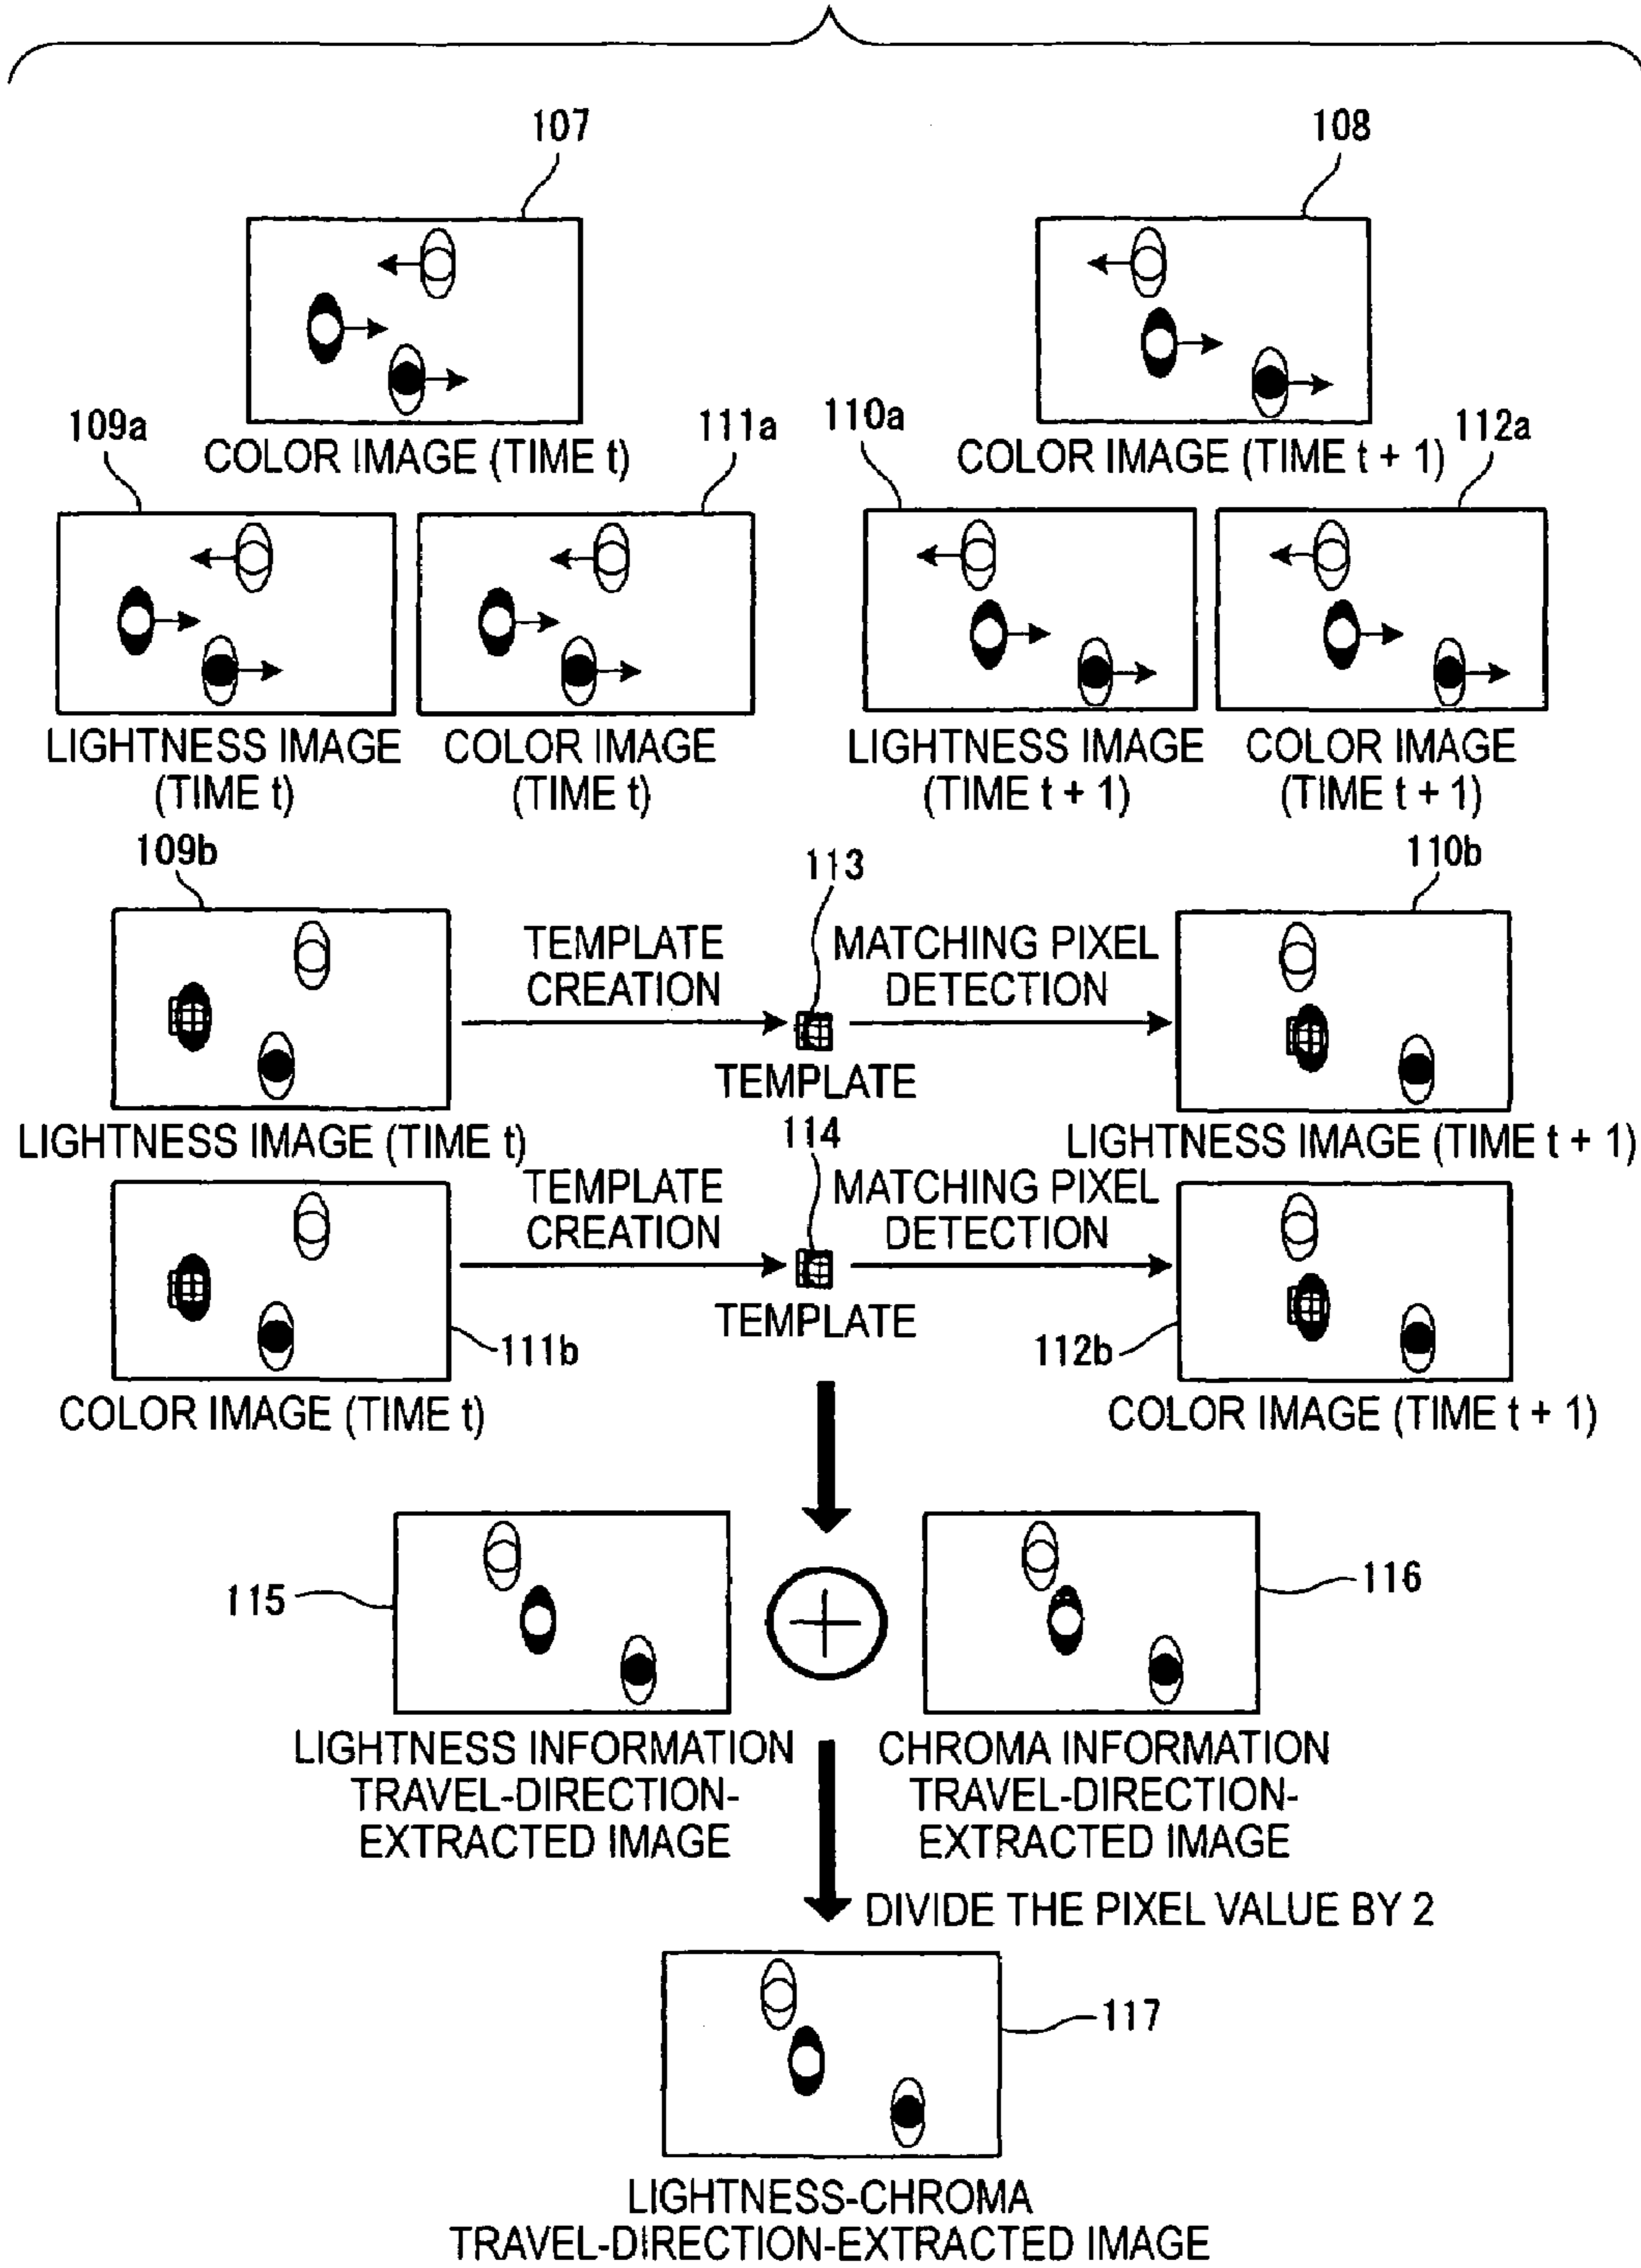 107
108
COLOR IMAGE (TIME t)
COLOR IMAGE (TIME t + 1)
109a
111a
110a
112a
LIGHTNESS IMAGE
(TIME t)
COLOR IMAGE
(TIME t)
LIGHTNESS IMAGE
(TIME t + 1)
COLOR IMAGE
(TIME t + 1)
109b
113
110b
TEMPLATE
CREATION
MATCHING PIXEL
DETECTION
TEMPLATE
LIGHTNESS IMAGE (TIME t)
LIGHTNESS IMAGE (TIME t + 1)
114
TEMPLATE
CREATION
MATCHING PIXEL
DETECTION
TEMPLATE
111b
112b
COLOR IMAGE (TIME t)
COLOR IMAGE (TIME t + 1)
115
116
LIGHTNESS INFORMATION
TRAVEL-DIRECTION-
EXTRACTED IMAGE
CHROMA INFORMATION
TRAVEL-DIRECTION-
EXTRACTED IMAGE
DIVIDE THE PIXEL VALUE BY 2
117
LIGHTNESS-CHROMA
TRAVEL-DIRECTION-EXTRACTED IMAGE